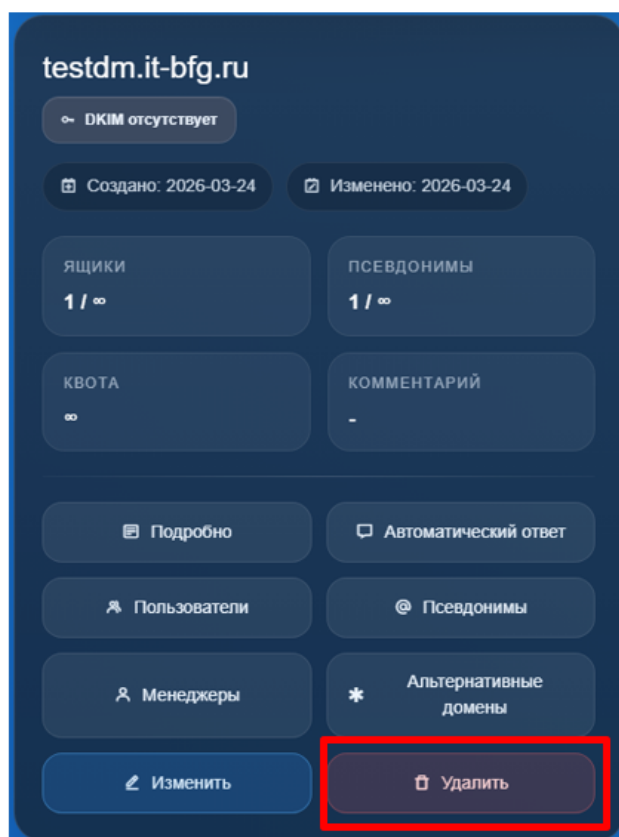 testdm.it-bfg.ru
DKIM отсутствует
Создано: 2026-03-24 Изменено: 2026-03-24
ЯЩИКИ ПСЕВДОНИМЫ
1 / ∞ 1 / ∞
КВОТА КОММЕНТАРИЙ
∞ -
Подробно Автоматический ответ
Пользователи Псевдонимы
Менеджеры Альтернативные
домены
Изменить Удалить